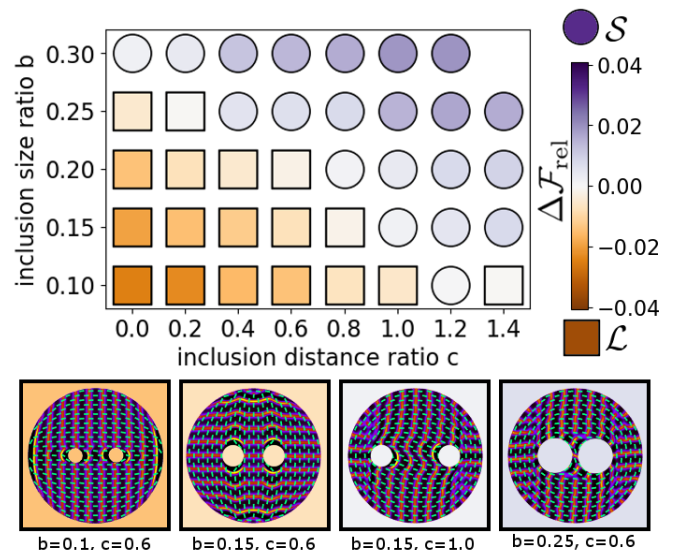 𝒮
inclusion size ratio b
0.30
0.25
0.20
0.15
0.10
0.0 0.2 0.4 0.6 0.8 1.0 1.2 1.4
inclusion distance ratio c
0.04
0.02
0.00
−0.02
−0.04
Δℱrel
ℒ
b=0.1, c=0.6
b=0.15, c=0.6
b=0.15, c=1.0
b=0.25, c=0.6